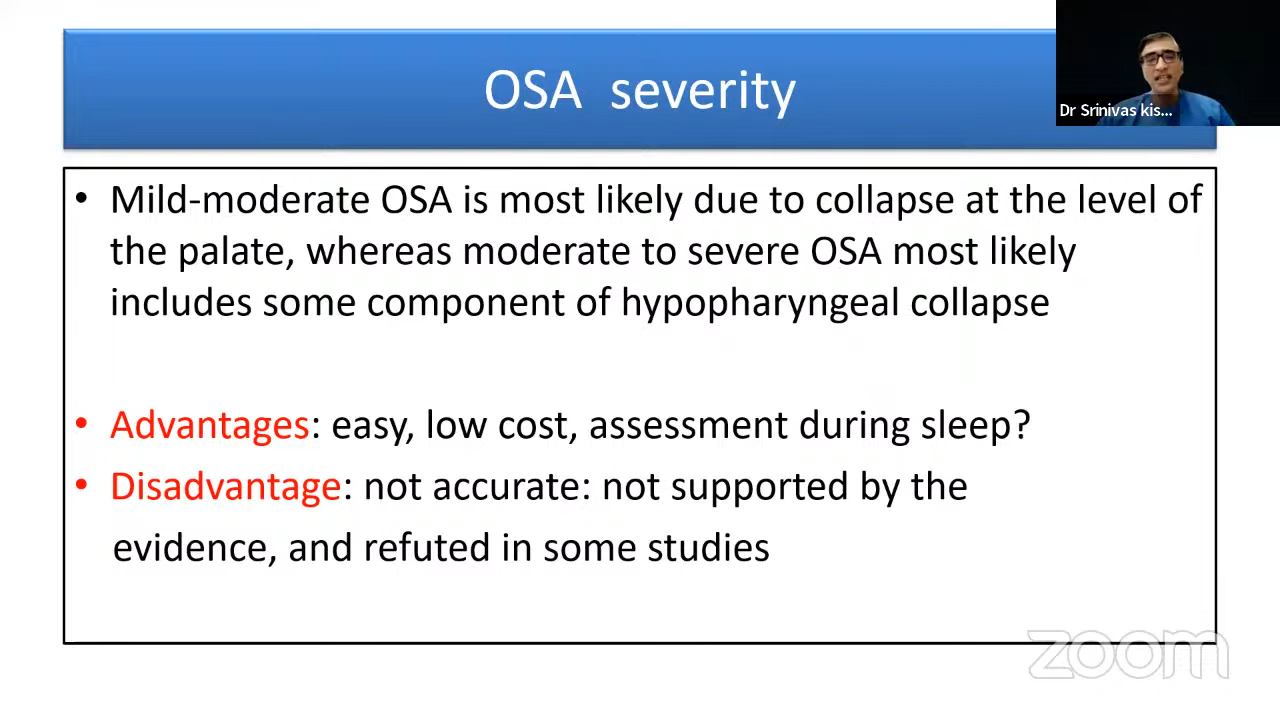 OSA severity
Dr Srinivas kis...
• Mild-moderate OSA is most likely due to collapse at the level of
the palate, whereas moderate to severe OSA most likely
includes some component of hypopharyngeal collapse
• Advantages: easy, low cost, assessment during sleep?
• Disadvantage: not accurate: not supported by the
evidence, and refuted in some studies
zoom